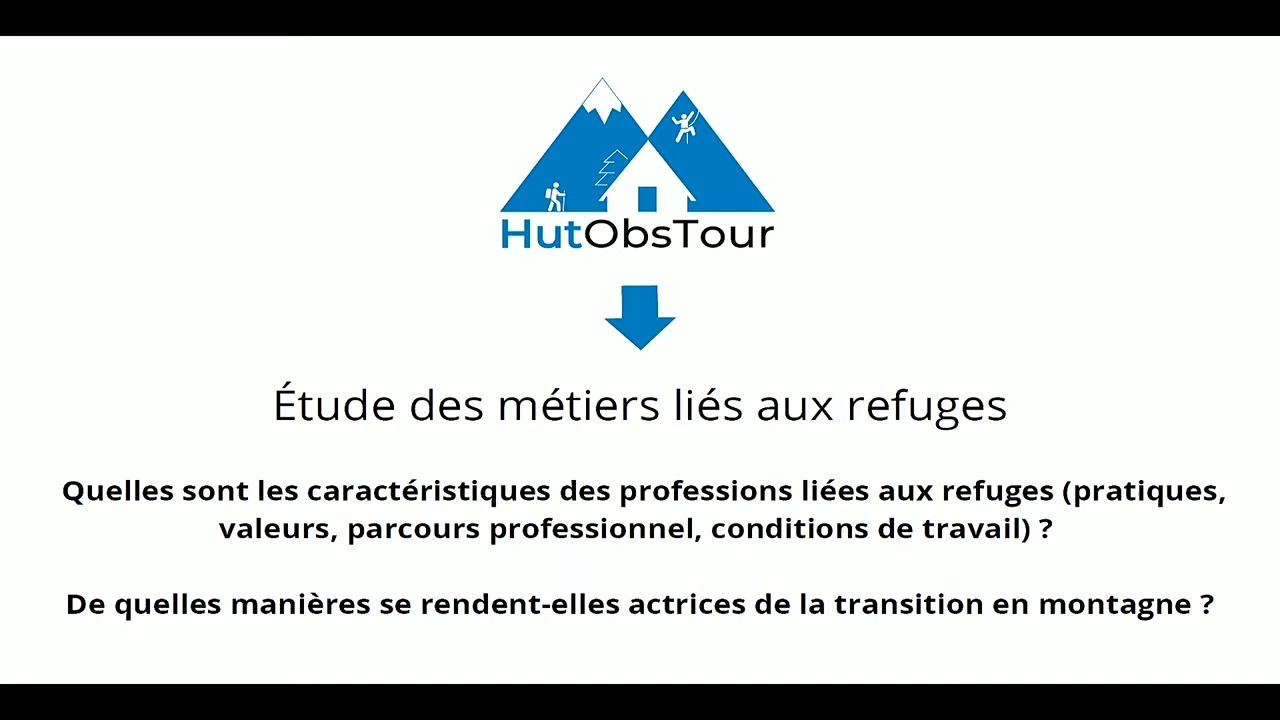 HutObsTour
Étude des métiers liés aux refuges
Quelles sont les caractéristiques des professions liées aux refuges (pratiques,
valeurs, parcours professionnel, conditions de travail) ?
De quelles manières se rendent-elles actrices de la transition en montagne ?